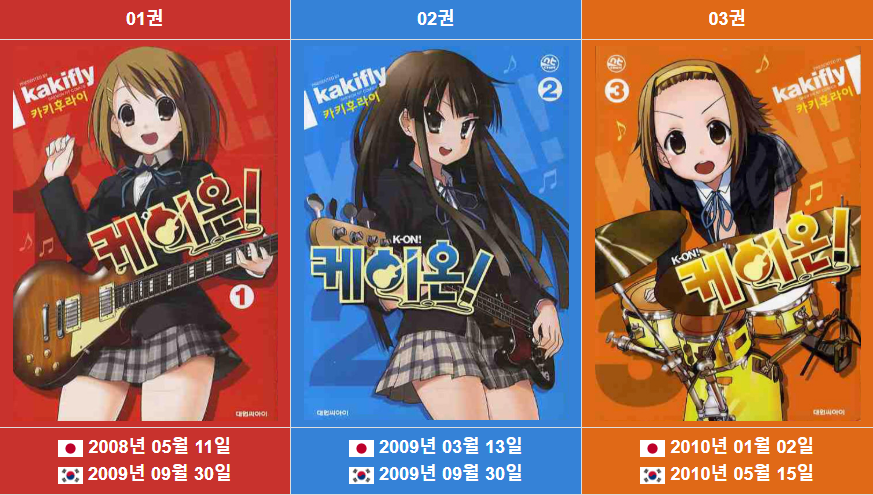 01권
02권
03권
PRESENTED BY
kakifly
카키후라이
케이온!
1
대원씨아이
PRESENTED BY
kakifly
카키후라이
2
K-ON!
케이온!
대원씨아이
3
kakifly
카키후라이
K-ON!
케이온!
대원씨아이
2008년 05월 11일
2009년 09월 30일
2009년 03월 13일
2009년 09월 30일
2010년 01월 02일
2010년 05월 15일